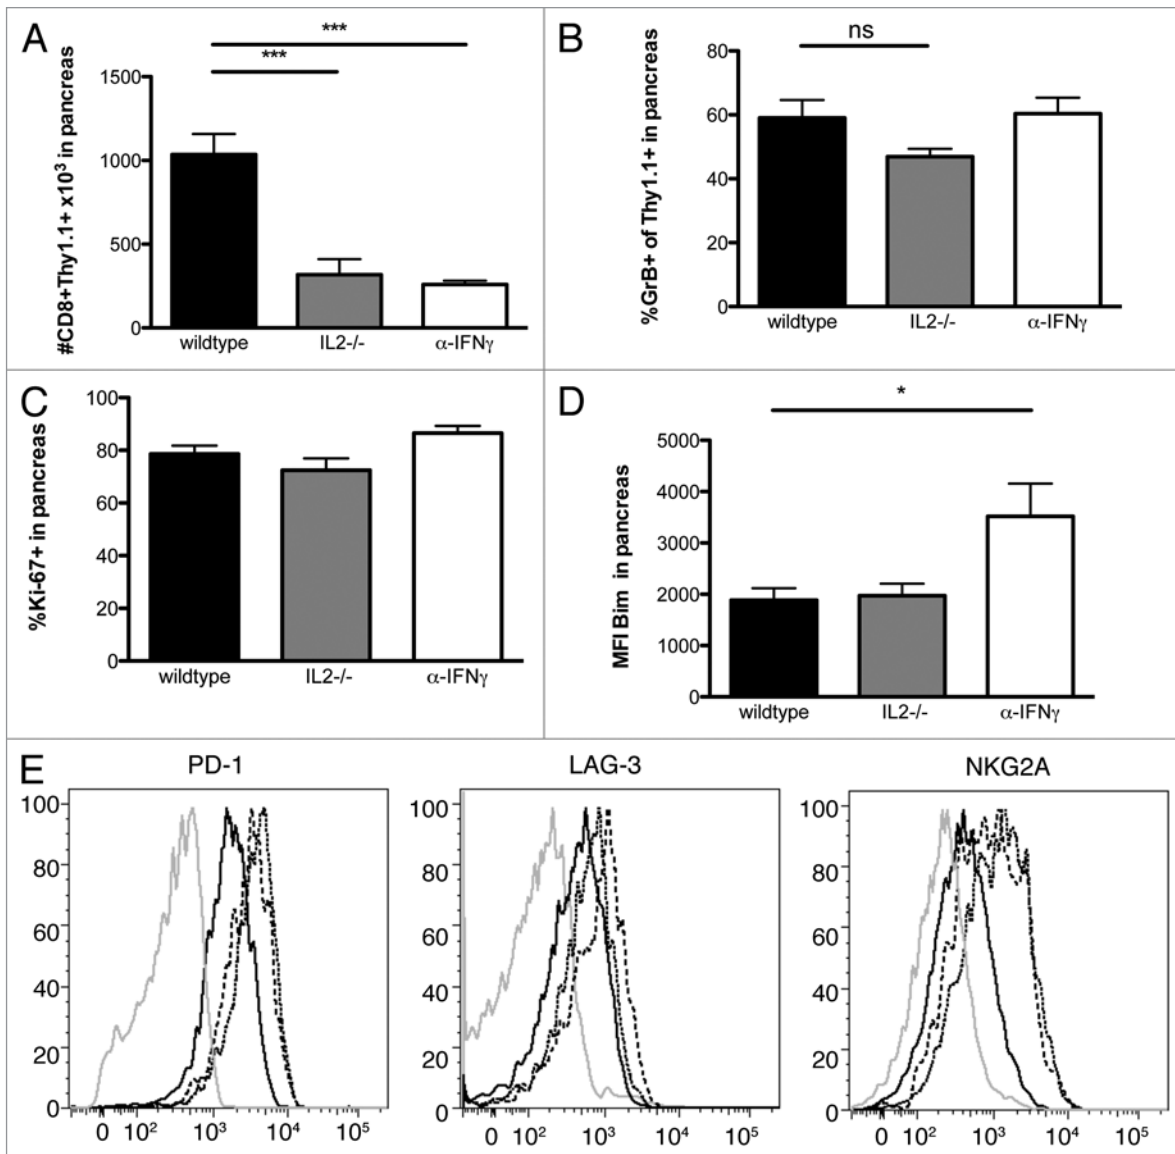 A
***
***
#CD8+Thy1.1+ x10³ in pancreas
1500
1000
500
0
wildtype IL2-/- α-IFNγ
B
ns
%GrB+ of Thy1.1+ in pancreas
80
60
40
20
0
wildtype IL2-/- α-IFNγ
C
%Ki-67+ in pancreas
100
80
60
40
20
0
wildtype IL2-/- α-IFNγ
D
*
MFI Bim in pancreas
5000
4000
3000
2000
1000
0
wildtype IL2-/- α-IFNγ
E
PD-1
100
80
60
40
20
0
0 10² 10³ 10⁴ 10⁵
LAG-3
100
80
60
40
20
0
0 10² 10³ 10⁴ 10⁵
NKG2A
100
80
60
40
20
0
0 10² 10³ 10⁴ 10⁵